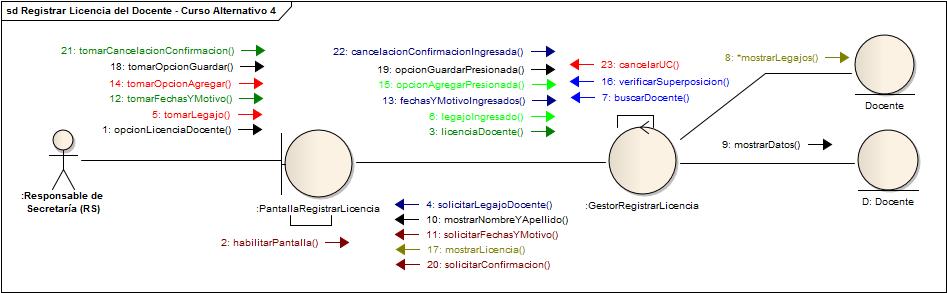 sd Registrar Licencia del Docente - Curso Alternativo 4
21: tomarCancelacionConfirmacion()
18: tomarOpcionGuardar()
14: tomarOpcionAgregar()
12: tomarFechasYMotivo()
5: tomarLegajo()
1: opcionLicenciaDocente()
22: cancelacionConfirmacionIngresada()
19: opcionGuardarPresionada()
15: opcionAgregarPresionada()
13: fechasYMotivoIngresados()
6: legajoIngresado()
3: licenciaDocente()
23: cancelarUC()
16: verificarSuperposicion()
7: buscarDocente()
8: *mostrarLegajos()
Docente
9: mostrarDatos()
:Responsable de
Secretaría (RS)
:PantallaRegistrarLicencia
:GestorRegistrarLicencia
D: Docente
2: habilitarPantalla()
4: solicitarLegajoDocente()
10: mostrarNombreYApellido()
11: solicitarFechasYMotivo()
17: mostrarLicencia()
20: solicitarConfirmacion()